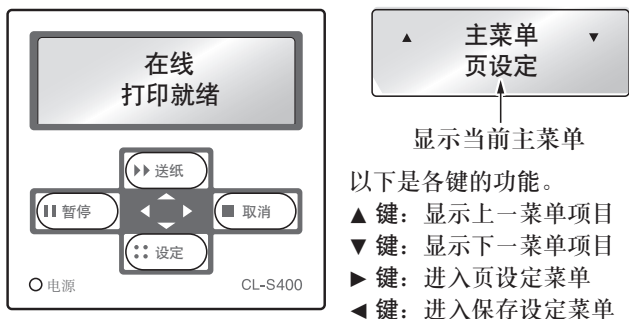 在线
打印就绪
送纸
暂停
取消
设定
电源
CL-S400
▲ 主菜单 ▼
页设定
显示当前主菜单
以下是各键的功能。
▲ 键：显示上一菜单项目
▼ 键：显示下一菜单项目
► 键：进入页设定菜单
◄ 键：进入保存设定菜单